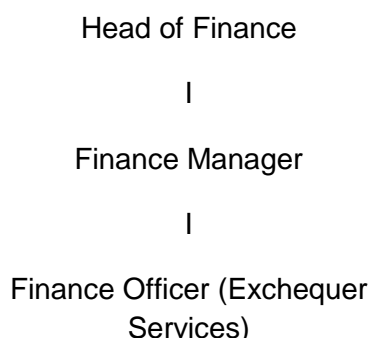 Head of Finance
I
Finance Manager
I
Finance Officer (Exchequer
Services)